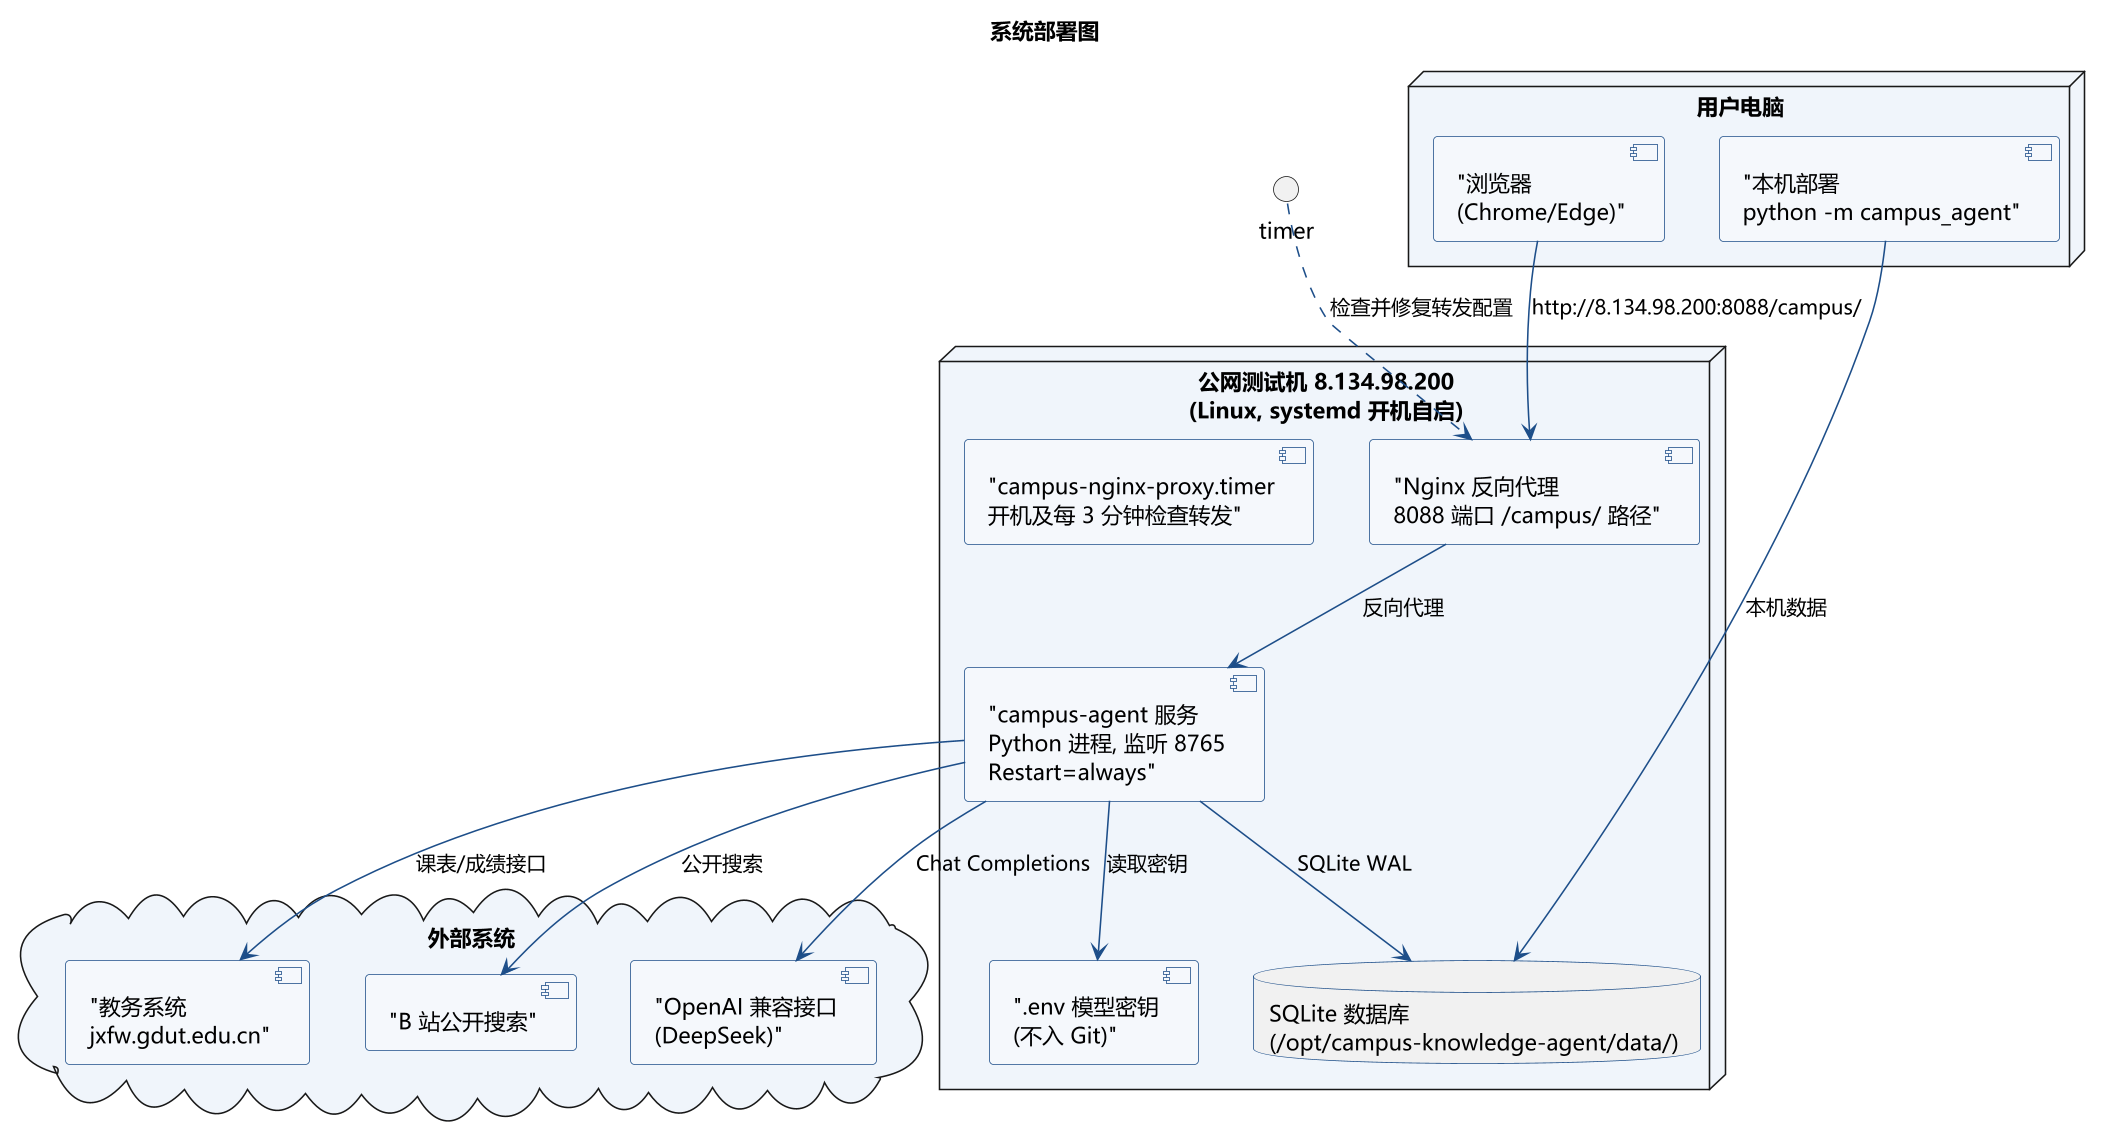 系统部署图
用户电脑
"浏览器
(Chrome/Edge)"
"本机部署
python -m campus_agent"
timer
检查并修复转发配置
http://8.134.98.200:8088/campus/
公网测试机 8.134.98.200
(Linux, systemd 开机自启)
"campus-nginx-proxy.timer
开机及每 3 分钟检查转发"
"Nginx 反向代理
8088 端口 /campus/ 路径"
反向代理
本机数据
"campus-agent 服务
Python 进程, 监听 8765
Restart=always"
课表/成绩接口
公开搜索
Chat Completions
读取密钥
SQLite WAL
外部系统
"教务系统
jxfw.gdut.edu.cn"
"B 站公开搜索"
"OpenAI 兼容接口
(DeepSeek)"
".env 模型密钥
(不入 Git)"
SQLite 数据库
(/opt/campus-knowledge-agent/data/)